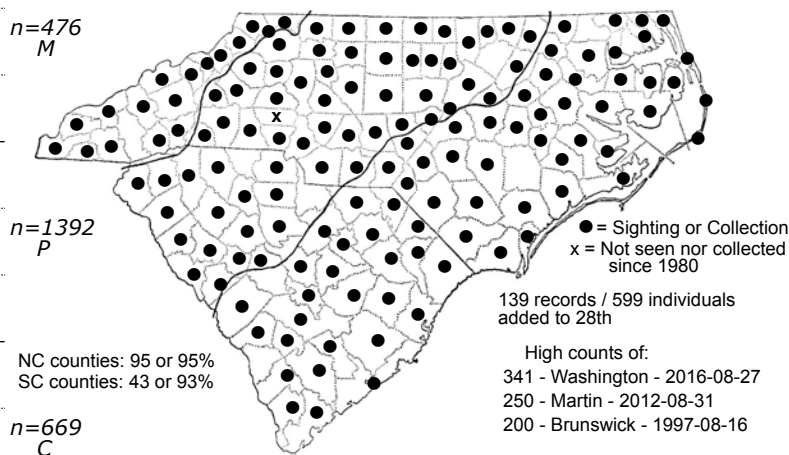 n=476
M
x
n=1392
P
● = Sighting or Collection
x = Not seen nor collected
since 1980
139 records / 599 individuals
added to 28th
NC counties: 95 or 95%
SC counties: 43 or 93%
High counts of:
341 - Washington - 2016-08-27
250 - Martin - 2012-08-31
200 - Brunswick - 1997-08-16
n=669
C